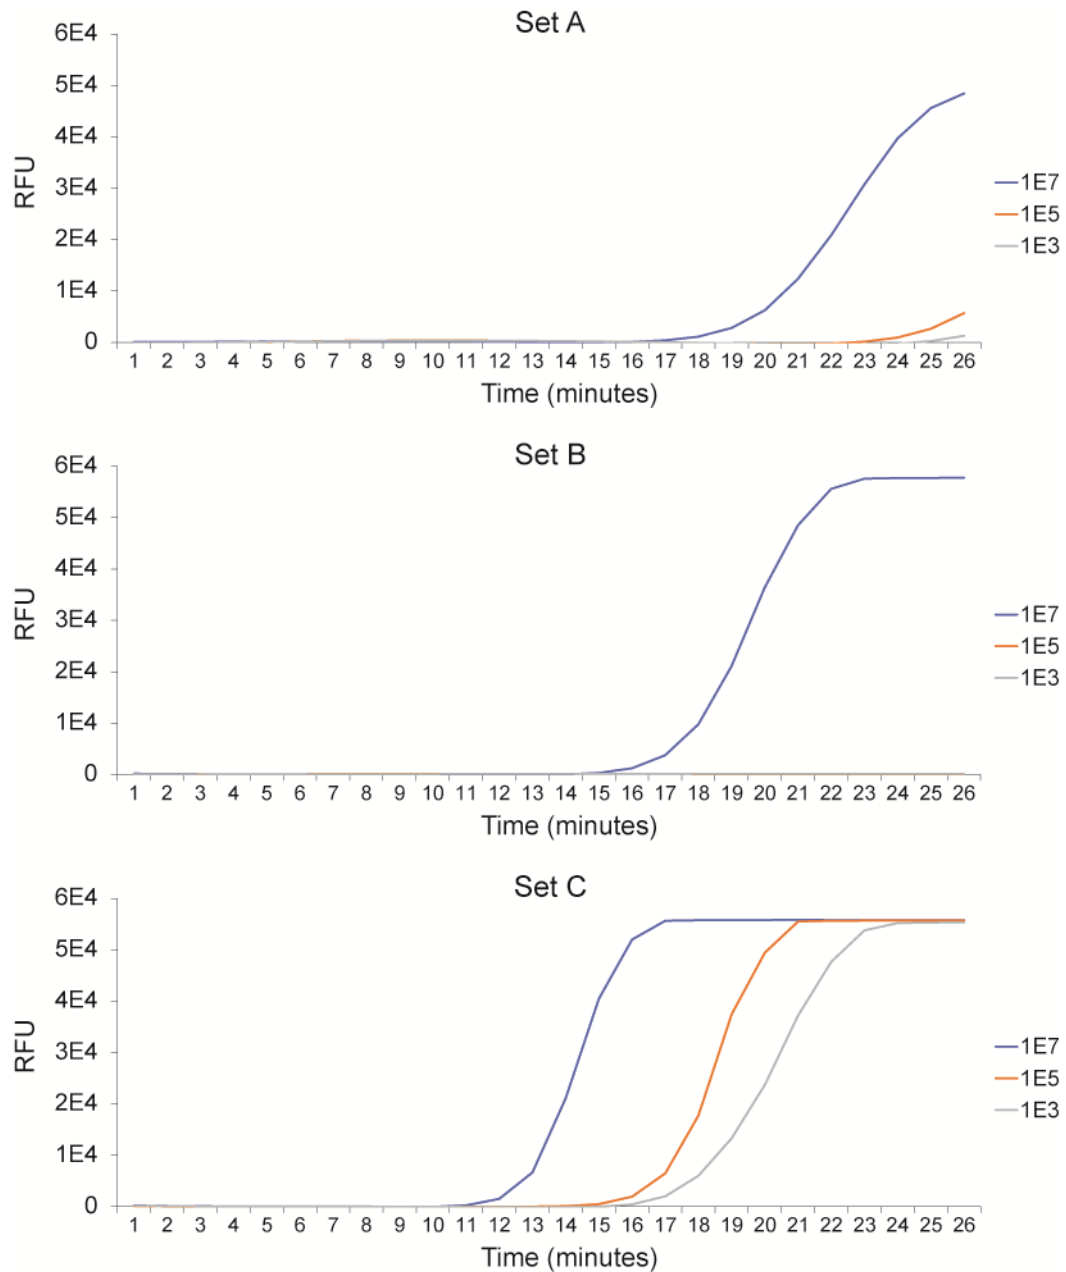 Set A
6E4
5E4
4E4
3E4
2E4
1E4
0
RFU
1 2 3 4 5 6 7 8 9 10 11 12 13 14 15 16 17 18 19 20 21 22 23 24 25 26
Time (minutes)
1E7
1E5
1E3
Set B
6E4
5E4
4E4
3E4
2E4
1E4
0
RFU
1 2 3 4 5 6 7 8 9 10 11 12 13 14 15 16 17 18 19 20 21 22 23 24 25 26
Time (minutes)
1E7
1E5
1E3
Set C
6E4
5E4
4E4
3E4
2E4
1E4
0
RFU
1 2 3 4 5 6 7 8 9 10 11 12 13 14 15 16 17 18 19 20 21 22 23 24 25 26
Time (minutes)
1E7
1E5
1E3